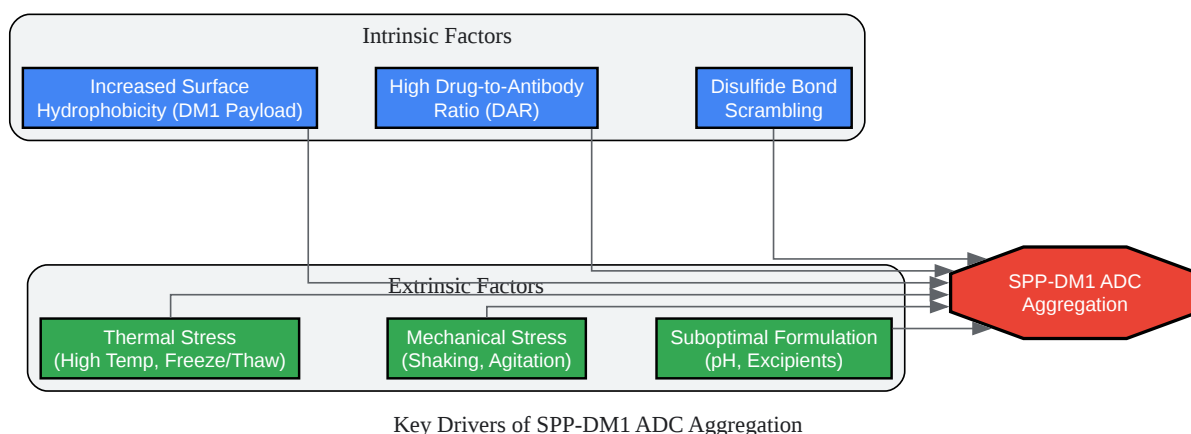 Intrinsic Factors
Increased Surface
Hydrophobicity (DM1 Payload)
High Drug-to-Antibody
Ratio (DAR)
Disulfide Bond
Scrambling
Extrinsic Factors
SPP-DM1 ADC
Aggregation
Thermal Stress
(High Temp, Freeze/Thaw)
Mechanical Stress
(Shaking, Agitation)
Suboptimal Formulation
(pH, Excipients)
Key Drivers of SPP-DM1 ADC Aggregation